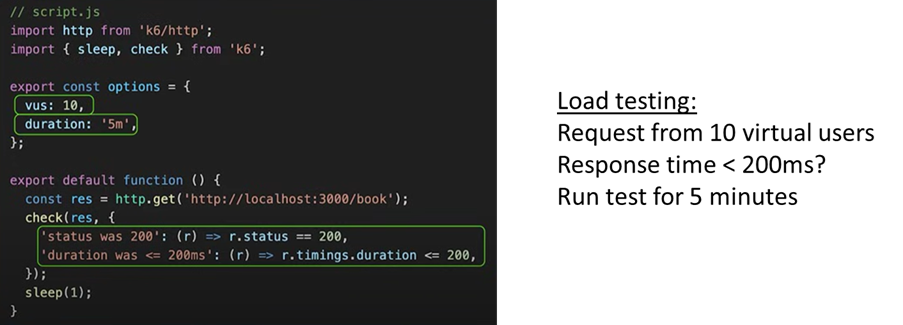 // script.js
import http from 'k6/http';
import { sleep, check } from 'k6';

export const options = {
  vus: 10,
  duration: '5m',
};

export default function () {
  const res = http.get('http://localhost:3000/book');
  check(res, {
    'status was 200': (r) => r.status == 200,
    'duration was <= 200ms': (r) => r.timings.duration <= 200,
  });
  sleep(1);
}
Load testing:
Request from 10 virtual users
Response time < 200ms?
Run test for 5 minutes